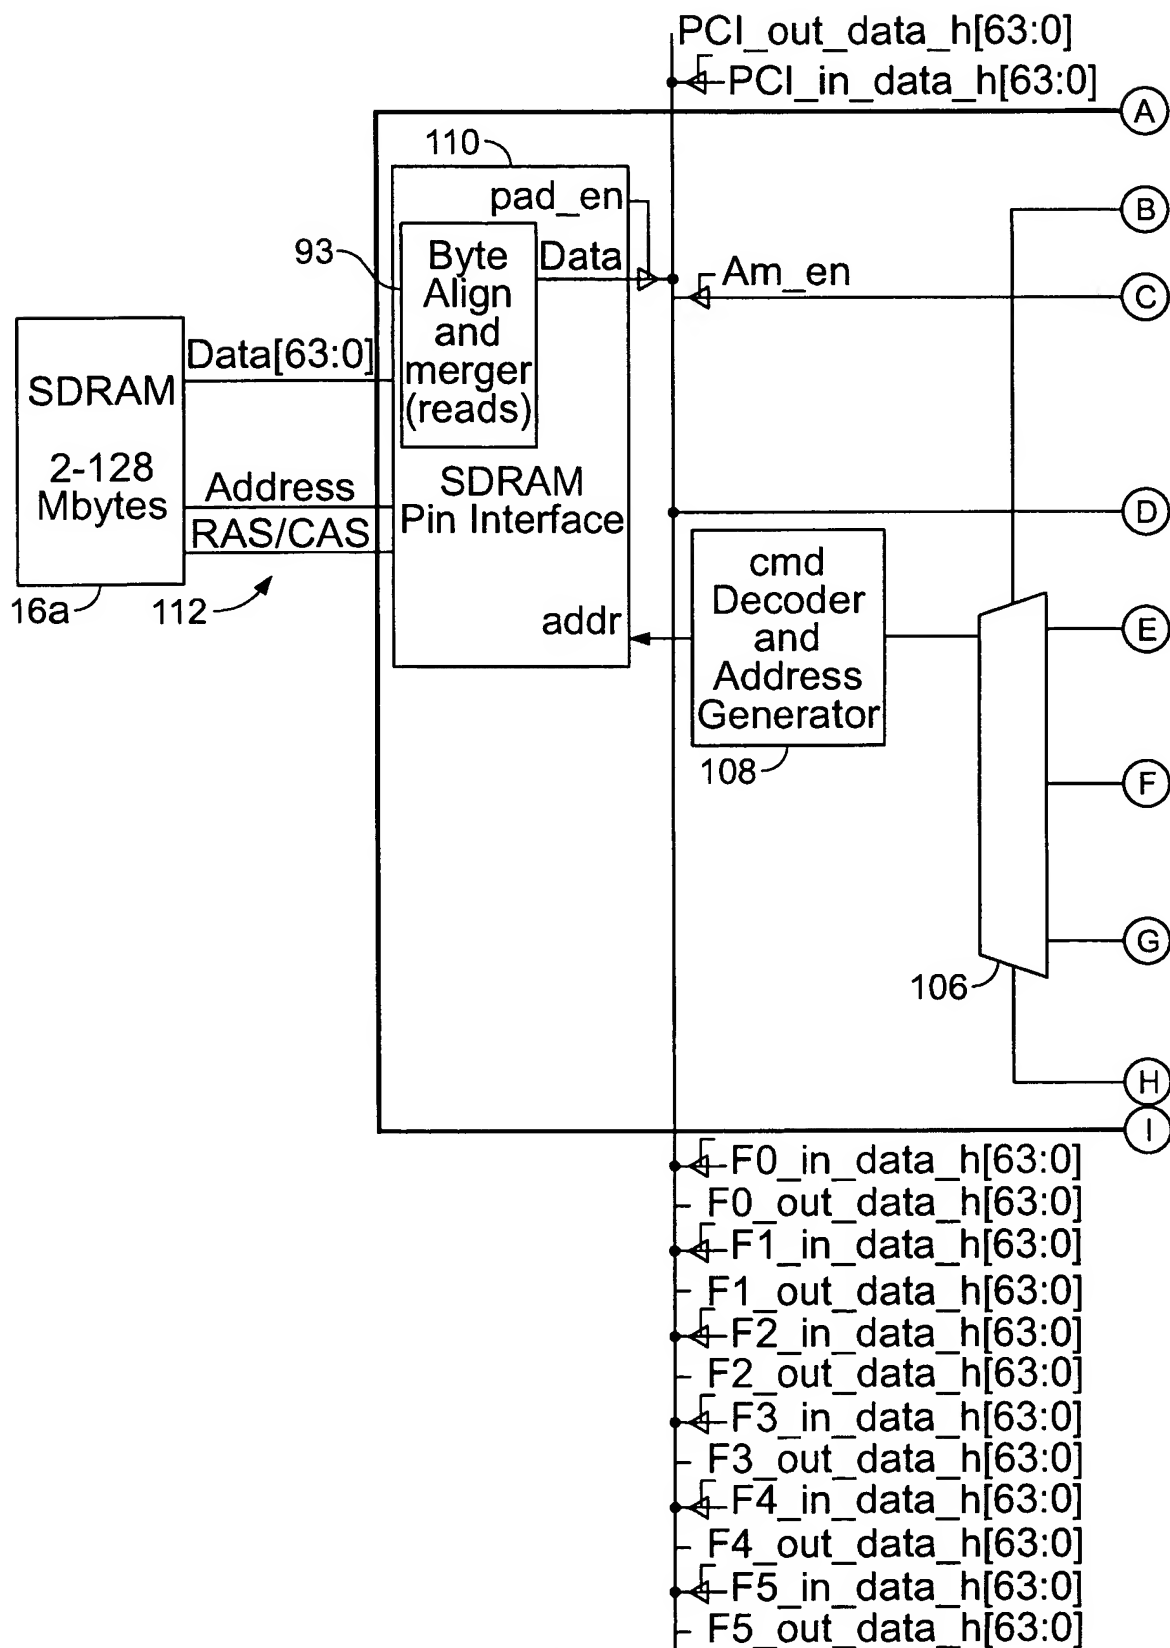 PCI_out_data_h[63:0]
PCI_in_data_h[63:0]
A
110
pad_en
B
93
Byte
Align
and
merger
(reads)
Data
Am_en
C
Data[63:0]
SDRAM
2-128
Mbytes
Address
RAS/CAS
SDRAM
Pin Interface
D
16a
112
addr
cmd
Decoder
and
Address
Generator
108
E
F
G
106
H
I
F0_in_data_h[63:0]
F0_out_data_h[63:0]
F1_in_data_h[63:0]
F1_out_data_h[63:0]
F2_in_data_h[63:0]
F2_out_data_h[63:0]
F3_in_data_h[63:0]
F3_out_data_h[63:0]
F4_in_data_h[63:0]
F4_out_data_h[63:0]
F5_in_data_h[63:0]
F5_out_data_h[63:0]